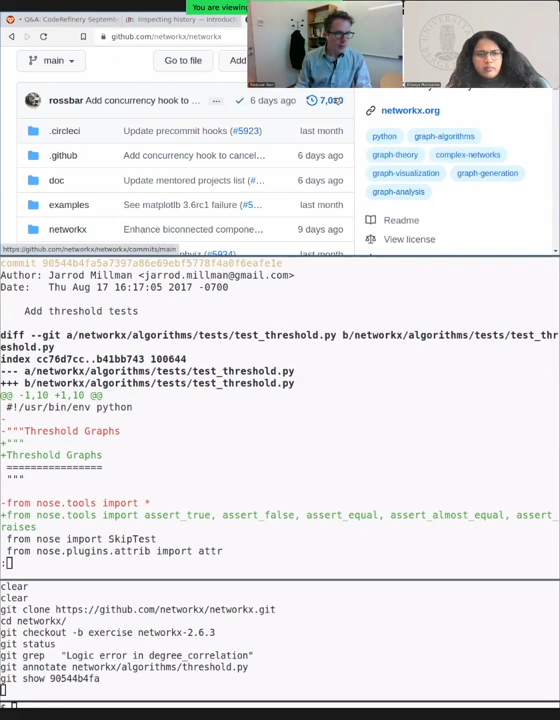 You are viewing
Q&A: CodeRefinery Septemb
Inspecting history — Introducti
github.com/networkx/networkx
main
Go to file
Add
rossbar Add concurrency hook to … ... 6 days ago
.circleci Update precommit hooks (#5923) last month
.github Add concurrency hook to cancel… 6 days ago
doc Update mentored projects list (#… 6 days ago
examples See matplotlib 3.6rc1 failure (#5… last month
networkx Enhance biconnected compone… 9 days ago
https://github.com/networkx/networkx/commits/main
last month
networkx.org
python graph-algorithms
graph-theory complex-networks
graph-visualization graph-generation
graph-analysis
Readme
View license
commit 90544b4fa5a7397a86e69ebf5778f4a0f6eafe1e
Author: Jarrod Millman <jarrod.millman@gmail.com>
Date:   Thu Aug 17 16:17:05 2017 -0700
Add threshold tests
diff --git a/networkx/algorithms/tests/test_threshold.py b/networkx/algorithms/tests/test_thr
eshold.py
index cc76d7cc..b41bb743 100644
--- a/networkx/algorithms/tests/test_threshold.py
+++ b/networkx/algorithms/tests/test_threshold.py
@@ -1,10 +1,10 @@
 #!/usr/bin/env python
-
-"""Threshold Graphs
+"""
+Threshold Graphs
 ================
 """
-from nose.tools import *
+from nose.tools import assert_true, assert_false, assert_equal, assert_almost_equal, assert_
raises
 from nose import SkipTest
 from nose.plugins.attrib import attr
:
clear
clear
git clone https://github.com/networkx/networkx.git
cd networkx/
git checkout -b exercise networkx-2.6.3
git status
git grep   "Logic error in degree_correlation"
git annotate networkx/algorithms/threshold.py
git show 90544b4fa